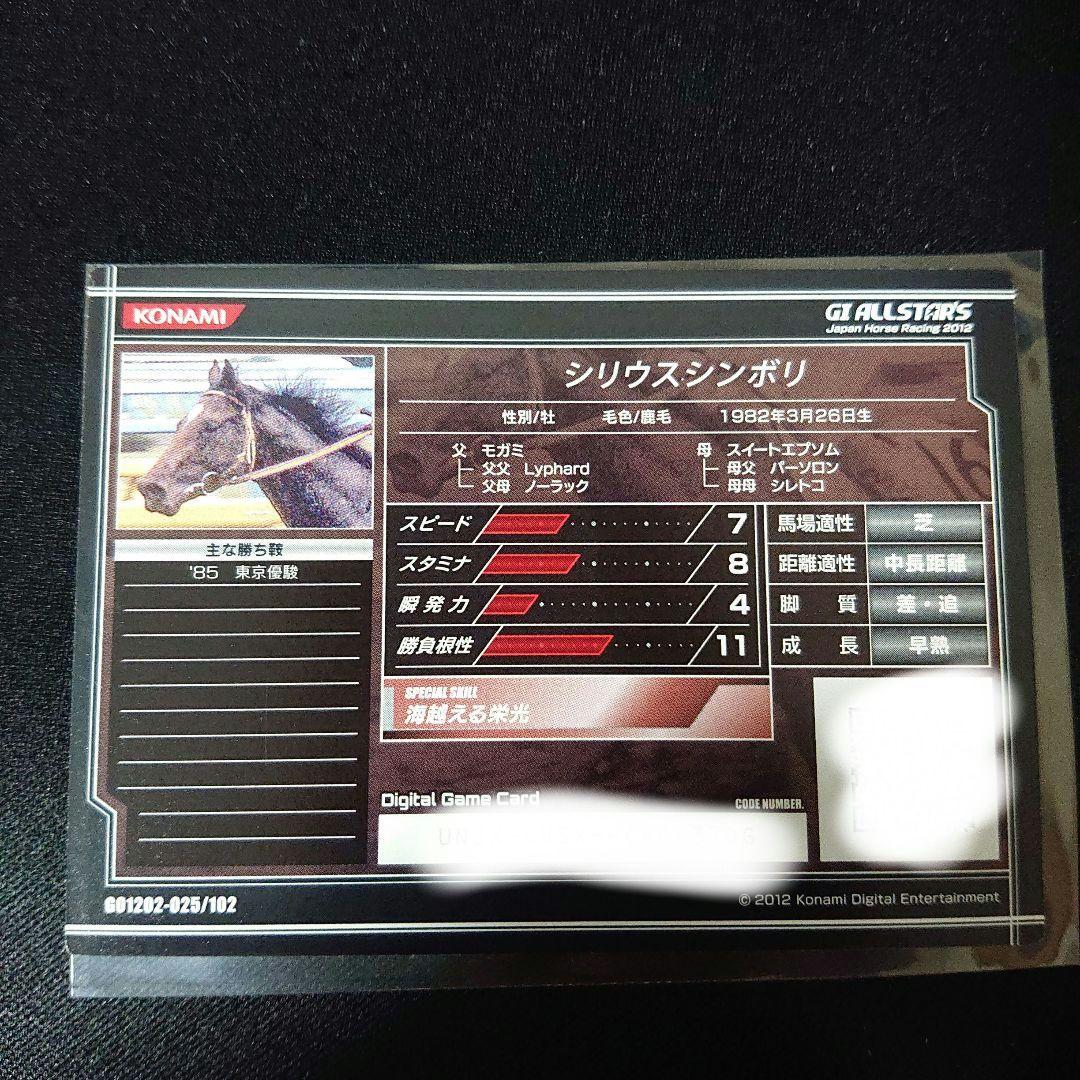 KONAMI
GI ALLSTAR'S
Japan Horse Racing 2012
シリウスシンボリ
性別/牡 毛色/鹿毛 1982年3月26日生
父 モガミ
父父 Lyphard
父母 ノーラック
母 スイートエプソム
母父 パーソロン
母母 シレトコ
主な勝ち鞍
'85 東京優駿
スピード 7
スタミナ 8
瞬発力 4
勝負根性 11
馬場適性 芝
距離適性 中長距離
脚質 差・追
成長 早熟
SPECIAL SKILL
海越える栄光
Digital Game Card
CODE NUMBER.
G01202-025/102
© 2012 Konami Digital Entertainment